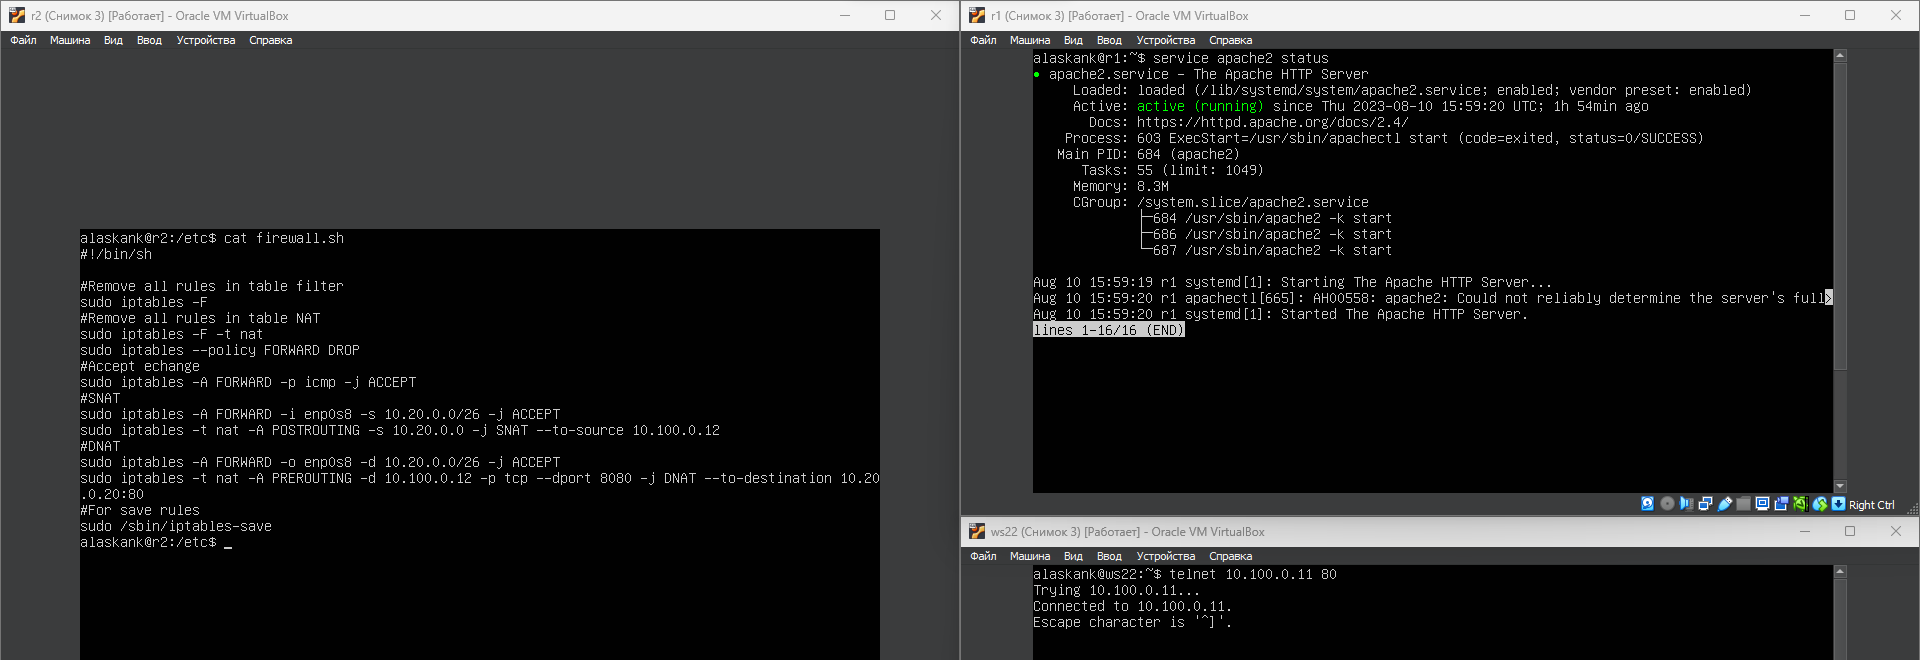 r2 (Снимок 3) [Работает] - Oracle VM VirtualBox
Файл Машина Вид Ввод Устройства Справка
alaskank@r2:/etc$ cat firewall.sh
#!/bin/sh
#Remove all rules in table filter
sudo iptables -F
#Remove all rules in table NAT
sudo iptables -F -t nat
sudo iptables --policy FORWARD DROP
#Accept echange
sudo iptables -A FORWARD -p icmp -j ACCEPT
#SNAT
sudo iptables -A FORWARD -i enp0s8 -s 10.20.0.0/26 -j ACCEPT
sudo iptables -t nat -A POSTROUTING -s 10.20.0.0 -j SNAT --to-source 10.100.0.12
#DNAT
sudo iptables -A FORWARD -o enp0s8 -d 10.20.0.0/26 -j ACCEPT
sudo iptables -t nat -A PREROUTING -d 10.100.0.12 -p tcp --dport 8080 -j DNAT --to-destination 10.20
.0.20:80
#For save rules
sudo /sbin/iptables-save
alaskank@r2:/etc$ _
r1 (Снимок 3) [Работает] - Oracle VM VirtualBox
Файл Машина Вид Ввод Устройства Справка
alaskank@r1:~$ service apache2 status
● apache2.service - The Apache HTTP Server
Loaded: loaded (/lib/systemd/system/apache2.service; enabled; vendor preset: enabled)
Active: active (running) since Thu 2023-08-10 15:59:20 UTC; 1h 54min ago
Docs: https://httpd.apache.org/docs/2.4/
Process: 603 ExecStart=/usr/sbin/apachectl start (code=exited, status=0/SUCCESS)
Main PID: 684 (apache2)
Tasks: 55 (limit: 1049)
Memory: 8.3M
CGroup: /system.slice/apache2.service
├─684 /usr/sbin/apache2 -k start
├─686 /usr/sbin/apache2 -k start
└─687 /usr/sbin/apache2 -k start
Aug 10 15:59:19 r1 systemd[1]: Starting The Apache HTTP Server...
Aug 10 15:59:20 r1 apachectl[665]: AH00558: apache2: Could not reliably determine the server's full>
Aug 10 15:59:20 r1 systemd[1]: Started The Apache HTTP Server.
lines 1-16/16 (END)
Right Ctrl
ws22 (Снимок 3) [Работает] - Oracle VM VirtualBox
Файл Машина Вид Ввод Устройства Справка
alaskank@ws22:~$ telnet 10.100.0.11 80
Trying 10.100.0.11...
Connected to 10.100.0.11.
Escape character is '^]'.